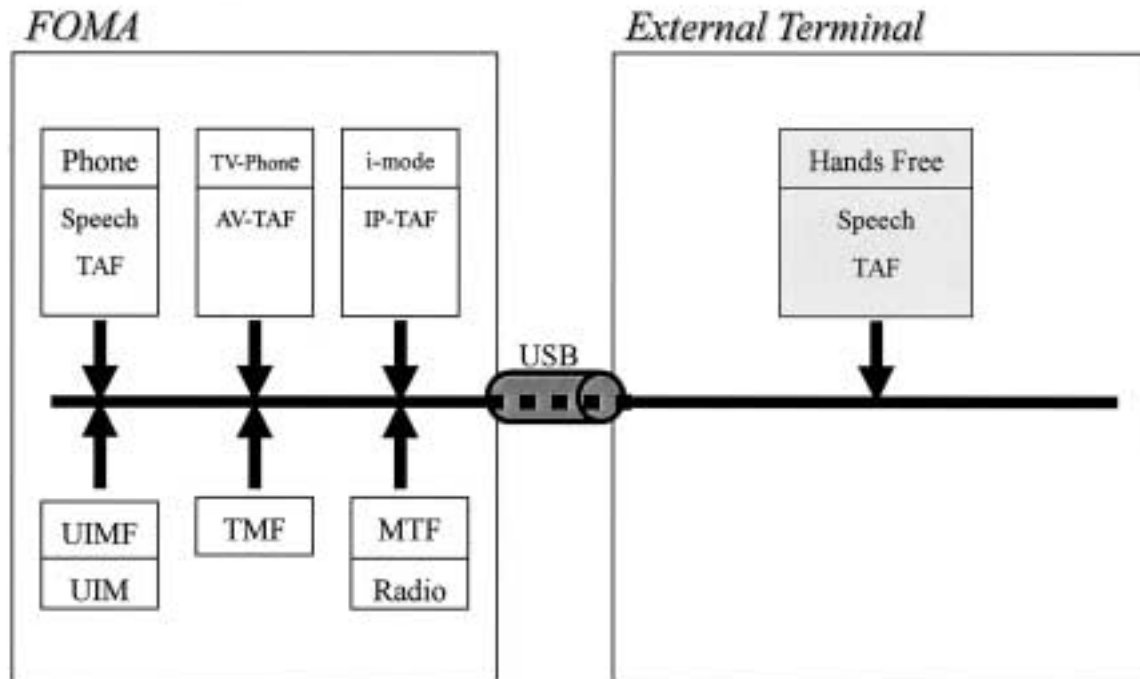 FOMA
External Terminal
Phone
Speech
TAF
TV-Phone
AV-TAF
i-mode
IP-TAF
Hands Free
Speech
TAF
USB
UIMF
UIM
TMF
MTF
Radio